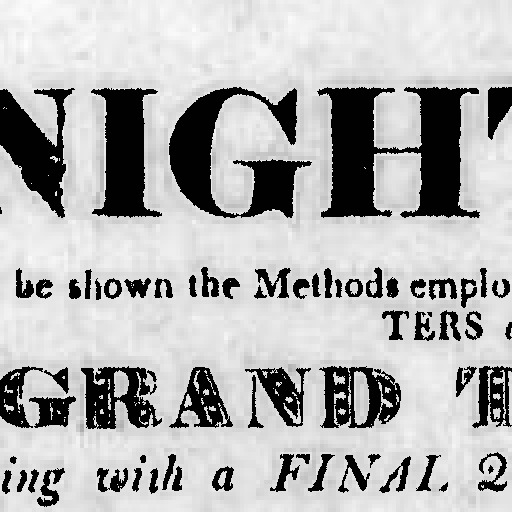 NIGHT
be shown the Methods emplo
TERS
GRAND T
ing with a FINAL 2